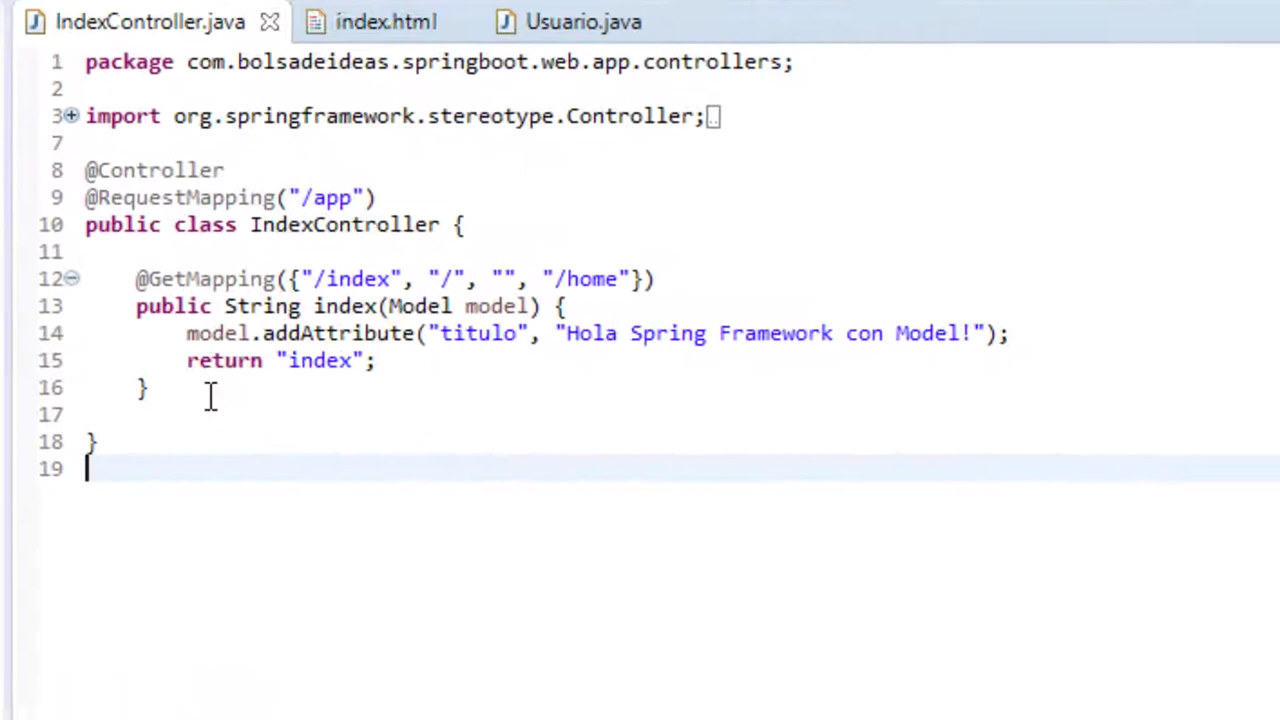 IndexController.java index.html Usuario.java
1 package com.bolsadeideas.springboot.web.app.controllers;
2
3 import org.springframework.stereotype.Controller;
7
8 @Controller
9 @RequestMapping("/app")
10 public class IndexController {
11
12 @GetMapping({"/index", "/", "", "/home"})
13 public String index(Model model) {
14 model.addAttribute("titulo", "Hola Spring Framework con Model!");
15 return "index";
16 }
17
18 }
19